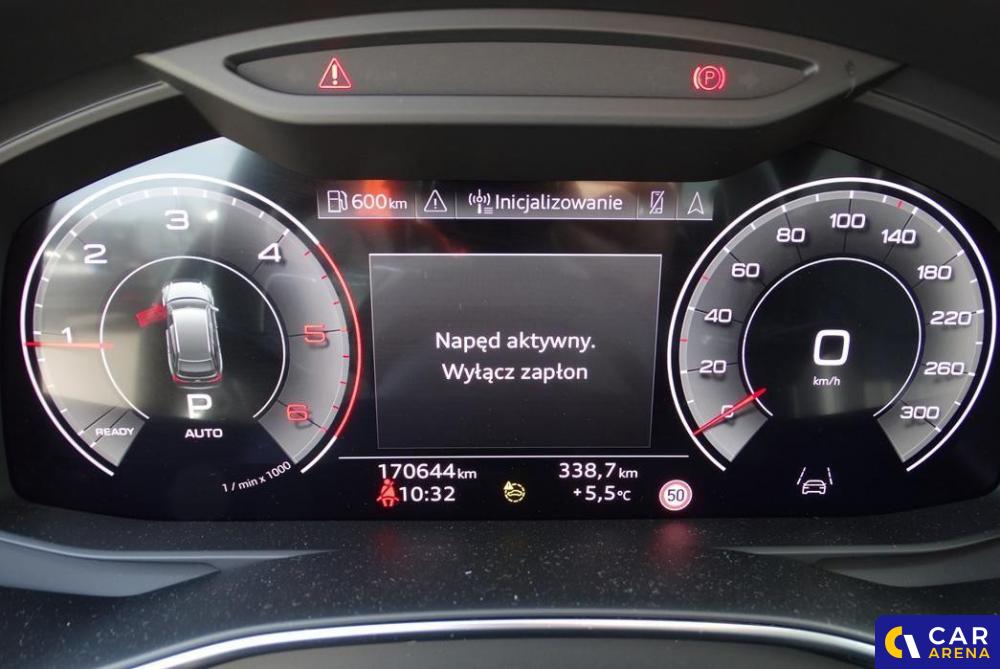 P
600 km
Inicjalizowanie
1
2
3
4
5
6
READY
P
AUTO
1 / min x 1000
Napęd aktywny.
Wyłącz zapłon
0
20
40
60
80
100
140
180
220
260
300
0
km/h
170644 km
338,7 km
10:32
+5,5 °C
50
CAR
ARENA